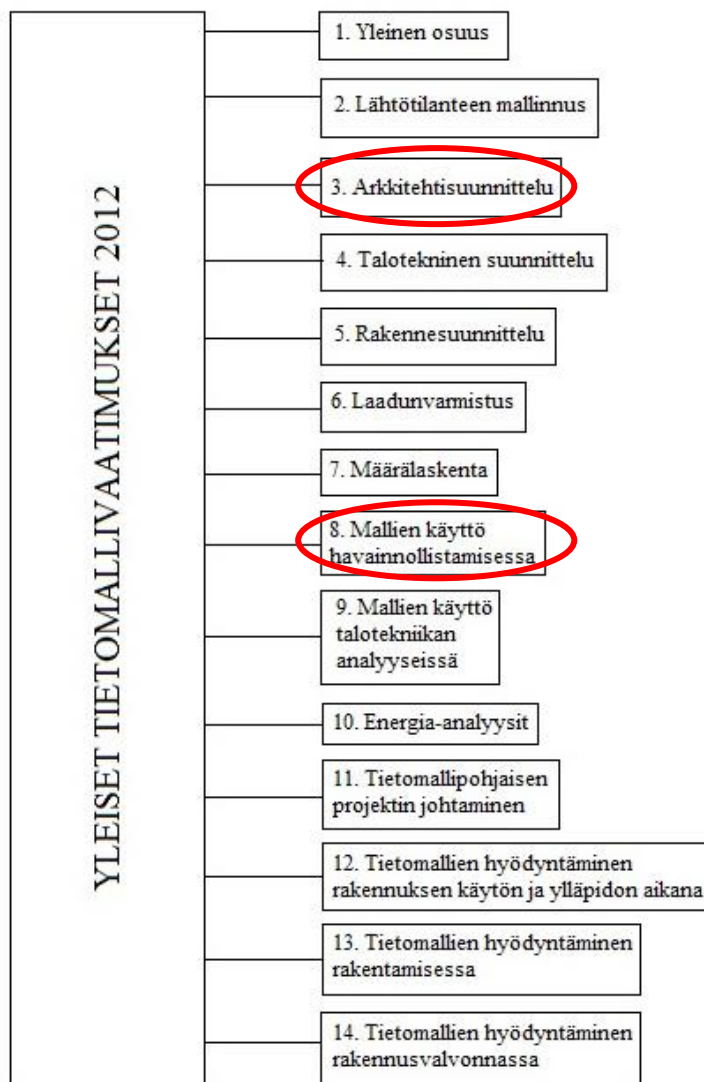 YLEISET TIETOMALLIVAATIMUKSET 2012
1. Yleinen osuus
2. Lähtötilanteen mallinnus
3. Arkkitehtisuunnittelu
4. Talotekninen suunnittelu
5. Rakennesuunnittelu
6. Laadunvarmistus
7. Määrälaskenta
8. Mallien käyttö
havainnollistamisessa
9. Mallien käyttö
talotekniikan
analyyseissä
10. Energia-analyysit
11. Tietomallipohjaisen
projektin johtaminen
12. Tietomallien hyödyntäminen
rakennuksen käytön ja ylläpidon aikana
13. Tietomallien hyödyntäminen
rakentamisessa
14. Tietomallien hyödyntäminen
rakennusvalvonnassa